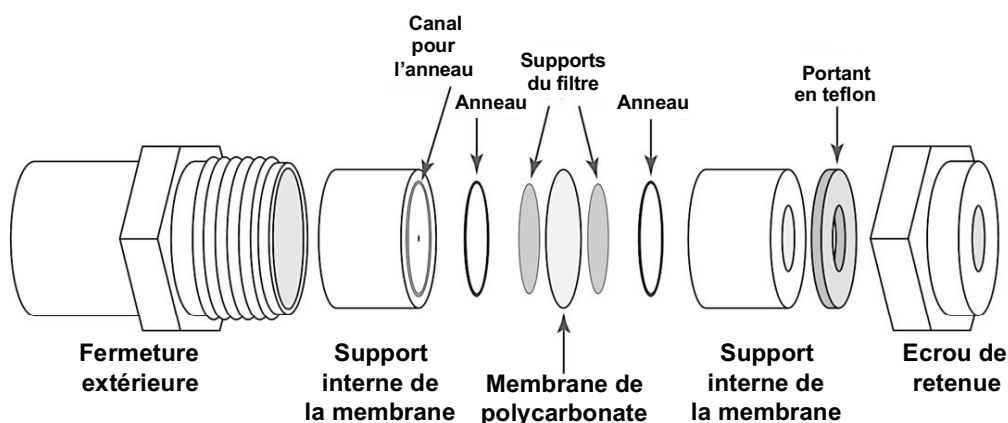 Canal
pour
l'anneau
Anneau
Supports
du filtre
Anneau
Portant
en teflon
Fermeture
extérieure
Support
interne de
la membrane
Membrane de
polycarbonate
Support
interne de
la membrane
Ecrou de
retenue